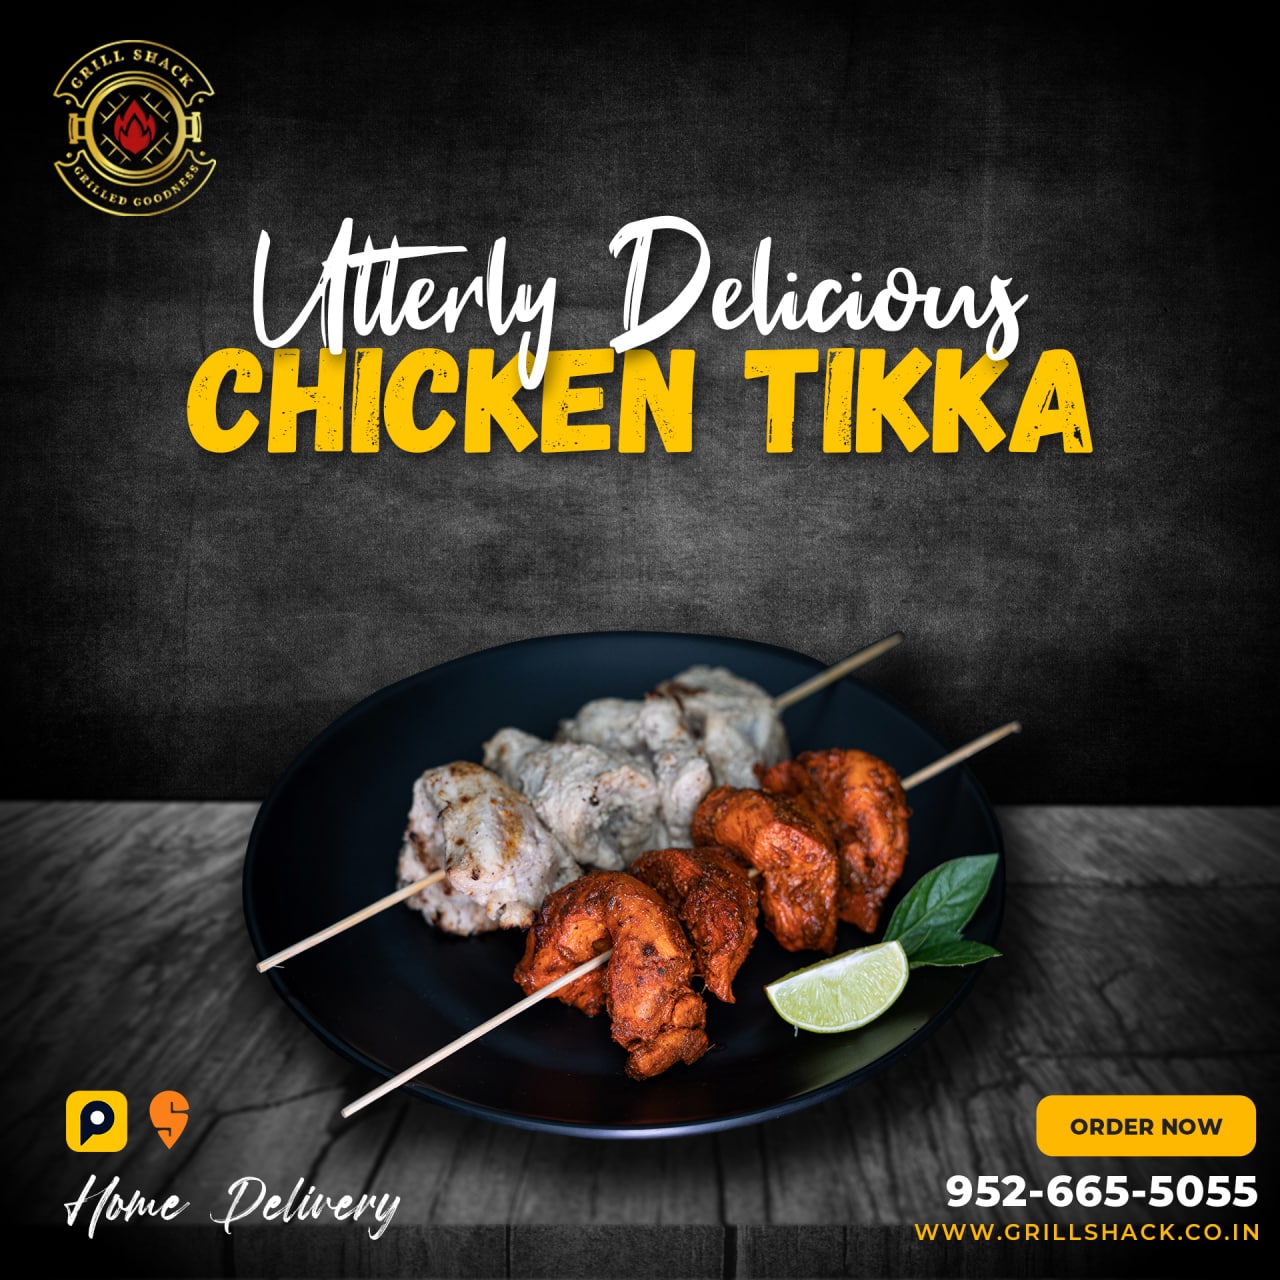 GRILL SHACK
GRILLED GOODNESS
Utterly Delicious
CHICKEN TIKKA
Home Delivery
ORDER NOW
952-665-5055
WWW.GRILLSHACK.CO.IN